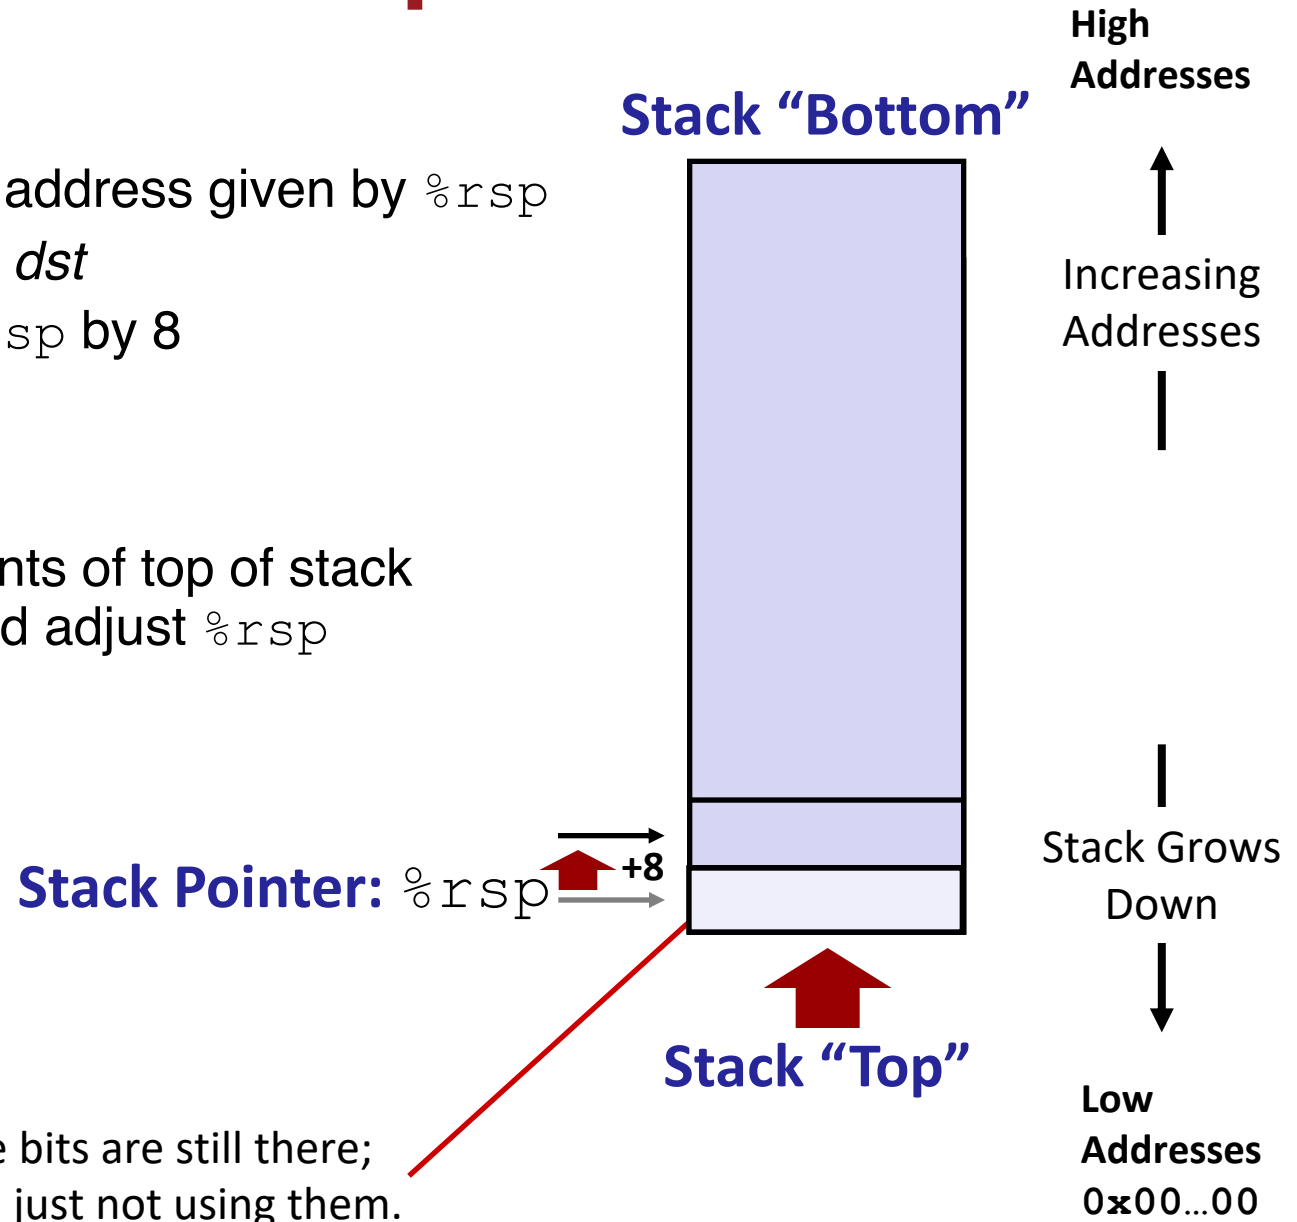 High
Addresses
Stack “Bottom”
address given by %rsp
dst
sp by 8
Increasing
Addresses
nts of top of stack
d adjust %rsp
+8
Stack Pointer: %rsp
Stack Grows
Down
Stack “Top”
Low
Addresses
0x00…00
e bits are still there;
just not using them.